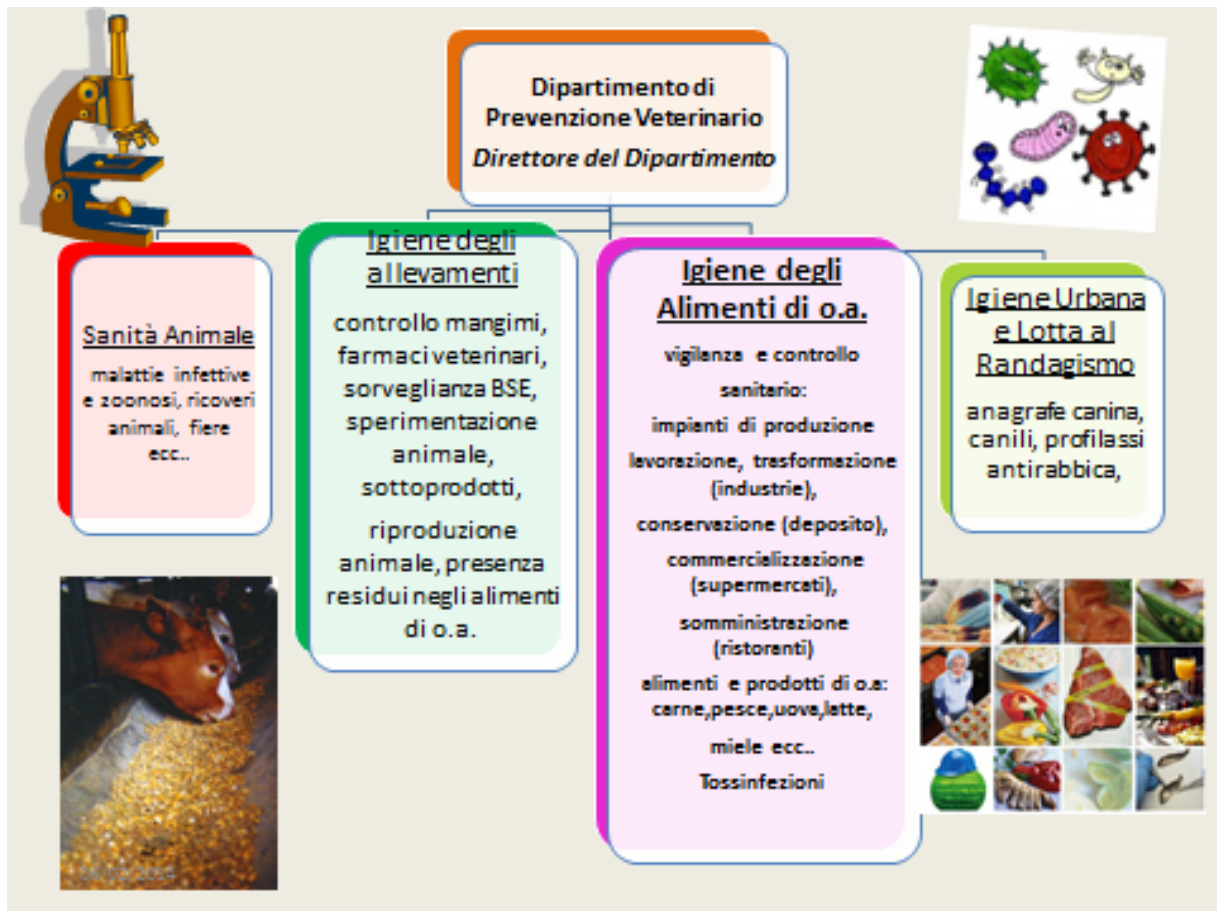 Dipartimento di
Prevenzione Veterinario
Direttore del Dipartimento
Sanità Animale
malattie infettive
e zoonosi, ricoveri
animali, fiere
ecc..
Igiene degli
allevamenti
controllo mangimi,
farmaci veterinari,
sorveglianza BSE,
sperimentazione
animale,
sottoprodotti,
riproduzione
animale, presenza
residui negli alimenti
di o.a.
Igiene degli
Alimenti di o.a.
vigilanza e controllo
sanitario:
impianti di produzione
lavorazione, trasformazione
(industrie),
conservazione (deposito),
commercializzazione
(supermercati),
somministrazione
(ristoranti)
alimenti e prodotti di o.a:
carne,pesce,uova,latte,
miele ecc..
Tossinfezioni
Igiene Urbana
e Lotta al
Randagismo
anagrafe canina,
canili, profilassi
antirabbica,